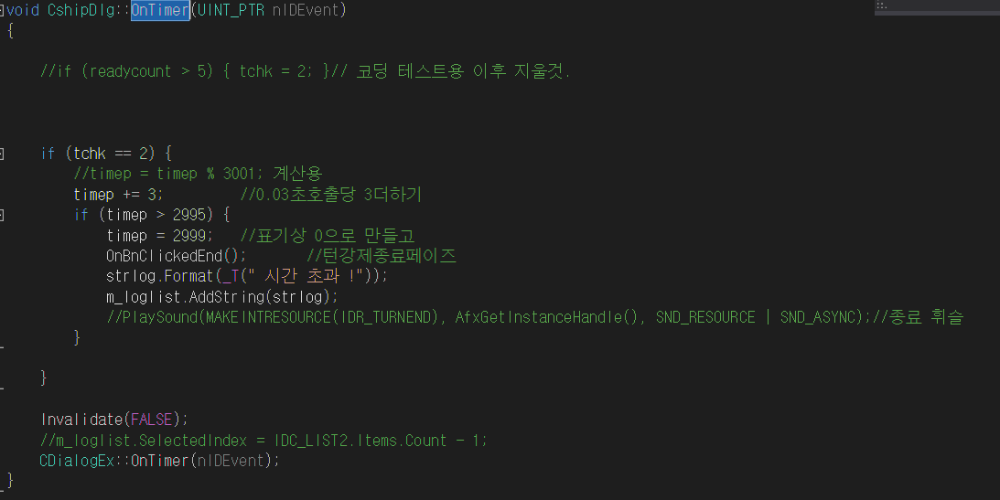 void CshipDlg::OnTimer(UINT_PTR nIDEvent)
{
//if (readycount > 5) { tchk = 2; }// 코딩 테스트용 이후 지울것.
if (tchk == 2) {
//timep = timep % 3001; 계산용
timep += 3; //0.03초호출당 3더하기
if (timep > 2995) {
timep = 2999; //표기상 0으로 만들고
OnBnClickedEnd(); //턴강제종료페이즈
strlog.Format(_T(" 시간 초과 !"));
m_loglist.AddString(strlog);
//PlaySound(MAKEINTRESOURCE(IDR_TURNEND), AfxGetInstanceHandle(), SND_RESOURCE | SND_ASYNC);//종료 휘슬
}
}
Invalidate(FALSE);
//m_loglist.SelectedIndex = IDC_LIST2.Items.Count - 1;
CDialogEx::OnTimer(nIDEvent);
}